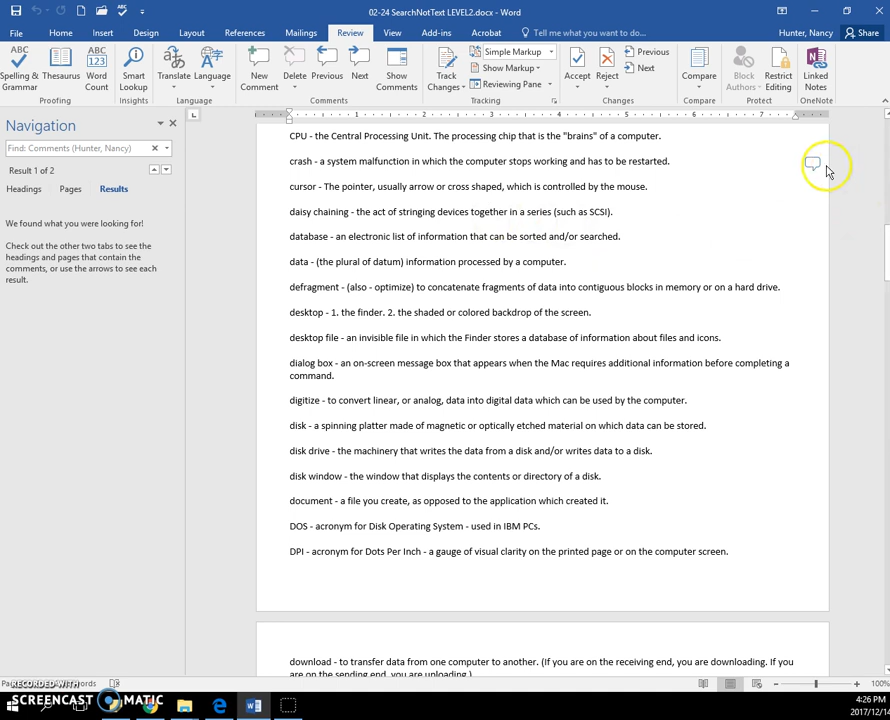 02-24 SearchNotText LEVEL2.docx - Word
File Home Insert Design Layout References Mailings Review View Add-ins Acrobat Tell me what you want to do... Hunter, Nancy Share
ABC ABC 123 Simple Markup Previous
Show Markup Next
Reviewing Pane
Spelling & Grammar Thesaurus Word Count Smart Lookup Translate Language New Comment Delete Previous Next Show Comments Track Changes Accept Reject Compare Block Authors Restrict Editing Linked Notes
Proofing Insights Language Comments Tracking Changes Compare Protect OneNote
Navigation
Find: Comments (Hunter, Nancy)
Result 1 of 2
Headings Pages Results
We found what you were looking for!
Check out the other two tabs to see the
headings and pages that contain the
comments, or use the arrows to see each
result.
1 2 3 4 5 6 7
CPU - the Central Processing Unit. The processing chip that is the "brains" of a computer.
crash - a system malfunction in which the computer stops working and has to be restarted.
cursor - The pointer, usually arrow or cross shaped, which is controlled by the mouse.
daisy chaining - the act of stringing devices together in a series (such as SCSI).
database - an electronic list of information that can be sorted and/or searched.
data - (the plural of datum) information processed by a computer.
defragment - (also - optimize) to concatenate fragments of data into contiguous blocks in memory or on a hard drive.
desktop - 1. the finder. 2. the shaded or colored backdrop of the screen.
desktop file - an invisible file in which the Finder stores a database of information about files and icons.
dialog box - an on-screen message box that appears when the Mac requires additional information before completing a
command.
digitize - to convert linear, or analog, data into digital data which can be used by the computer.
disk - a spinning platter made of magnetic or optically etched material on which data can be stored.
disk drive - the machinery that writes the data from a disk and/or writes data to a disk.
disk window - the window that displays the contents or directory of a disk.
document - a file you create, as opposed to the application which created it.
DOS - acronym for Disk Operating System - used in IBM PCs.
DPI - acronym for Dots Per Inch - a gauge of visual clarity on the printed page or on the computer screen.
download - to transfer data from one computer to another. (If you are on the receiving end, you are downloading. If you
are on the sending end, you are uploading.)
100%
RECORDED WITH
SCREENCAST MATIC
4:26 PM
2017/12/14